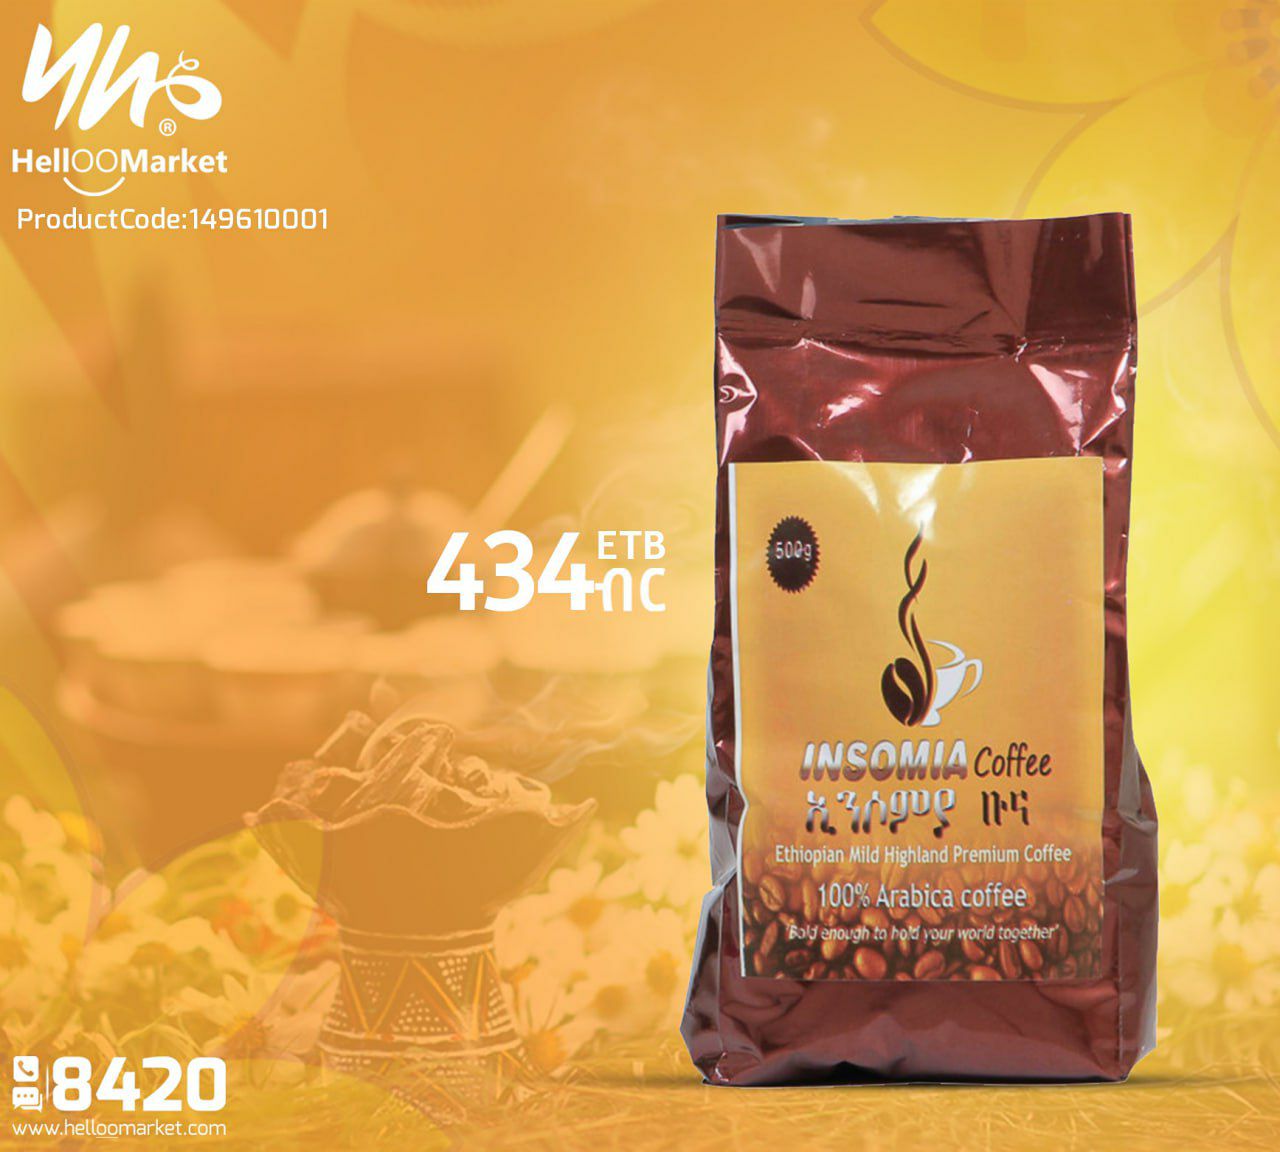 ሃሎ
®
HellOOMarket
ProductCode:149610001
434 ETB
ብር
500g
INSOMIA Coffee
ኢንሶምያ ቡና
Ethiopian Mild Highland Premium Coffee
100% Arabica coffee
'Bold enough to hold your world together'
8420
www.helloomarket.com